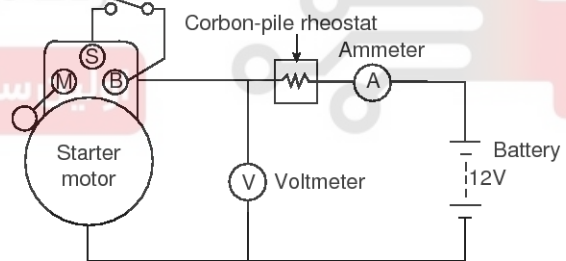 Corbon-pile rheostat
Ammeter
S
M
B
A
Starter
motor
V
Voltmeter
Battery
12V